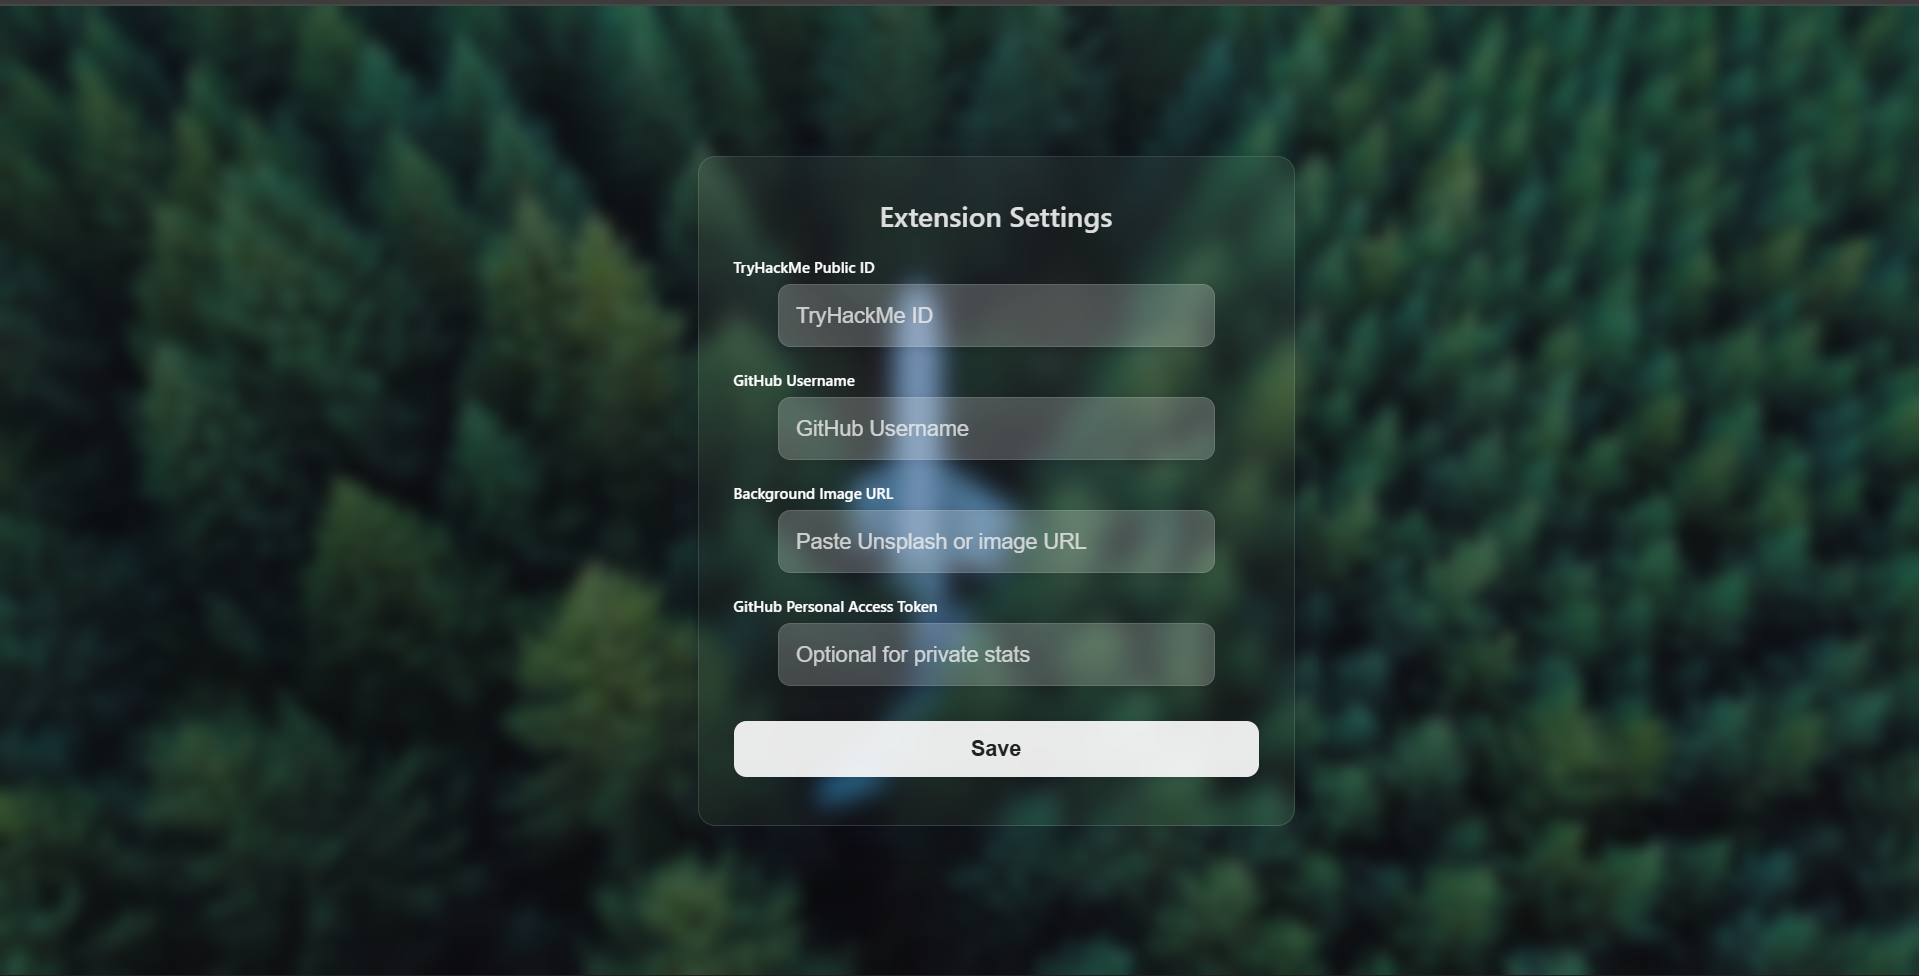 Extension Settings
TryHackMe Public ID
TryHackMe ID
GitHub Username
GitHub Username
Background Image URL
Paste Unsplash or image URL
GitHub Personal Access Token
Optional for private stats
Save